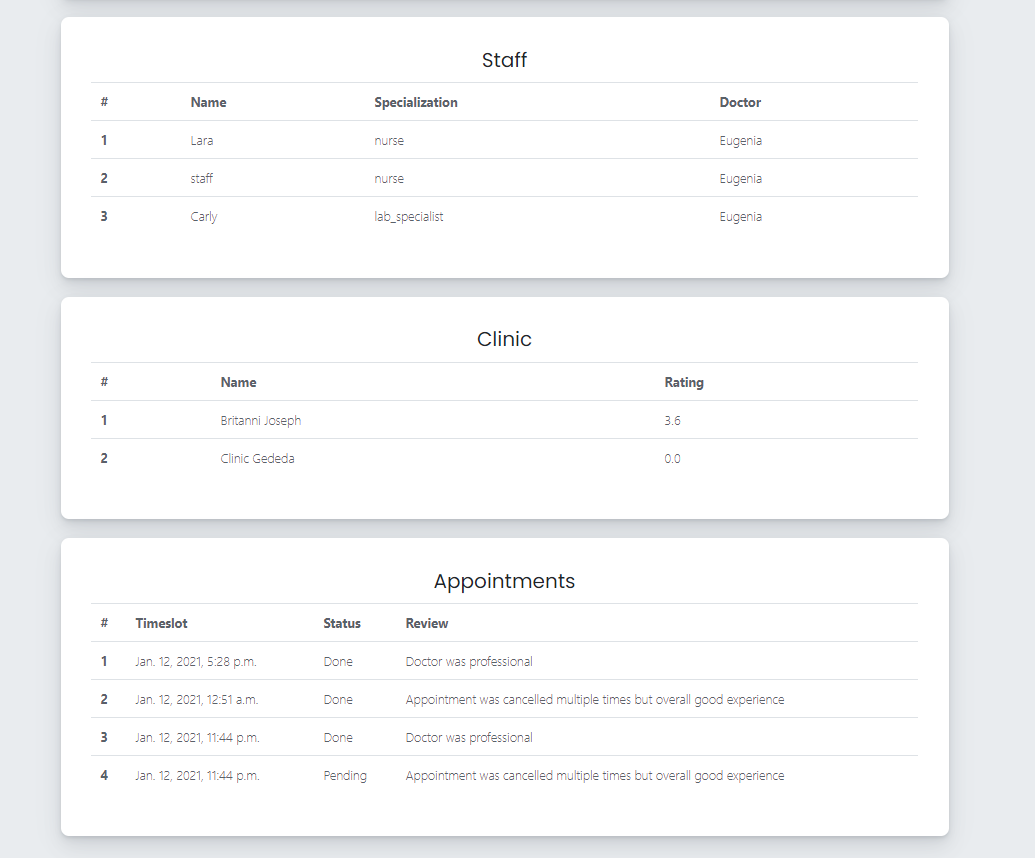 Staff
# Name Specialization Doctor
1 Lara nurse Eugenia
2 staff nurse Eugenia
3 Carly lab_specialist Eugenia
Clinic
# Name Rating
1 Britanni Joseph 3.6
2 Clinic Gededa 0.0
Appointments
# Timeslot Status Review
1 Jan. 12, 2021, 5:28 p.m. Done Doctor was professional
2 Jan. 12, 2021, 12:51 a.m. Done Appointment was cancelled multiple times but overall good experience
3 Jan. 12, 2021, 11:44 p.m. Done Doctor was professional
4 Jan. 12, 2021, 11:44 p.m. Pending Appointment was cancelled multiple times but overall good experience